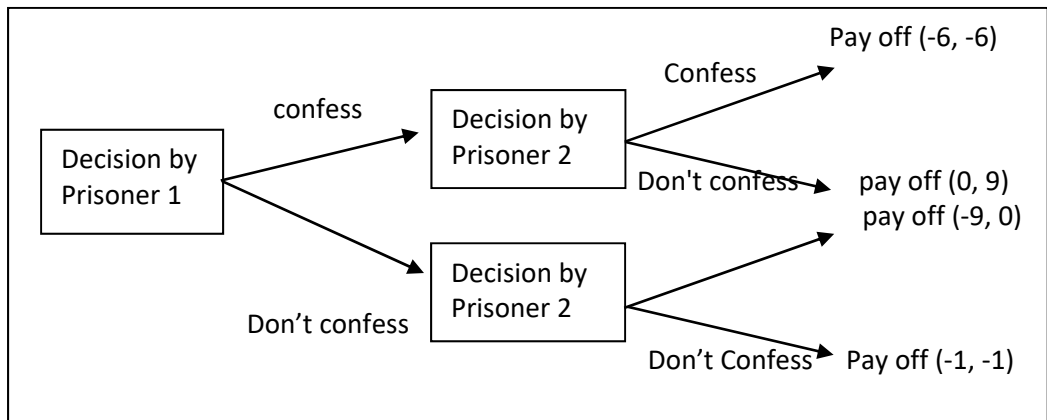 Pay off (-6, -6)
Confess
confess
Decision by
Prisoner 2
Decision by
Prisoner 1
Don't confess
pay off (0, 9)
pay off (-9, 0)
Decision by
Prisoner 2
Don’t confess
Don’t Confess
Pay off (-1, -1)